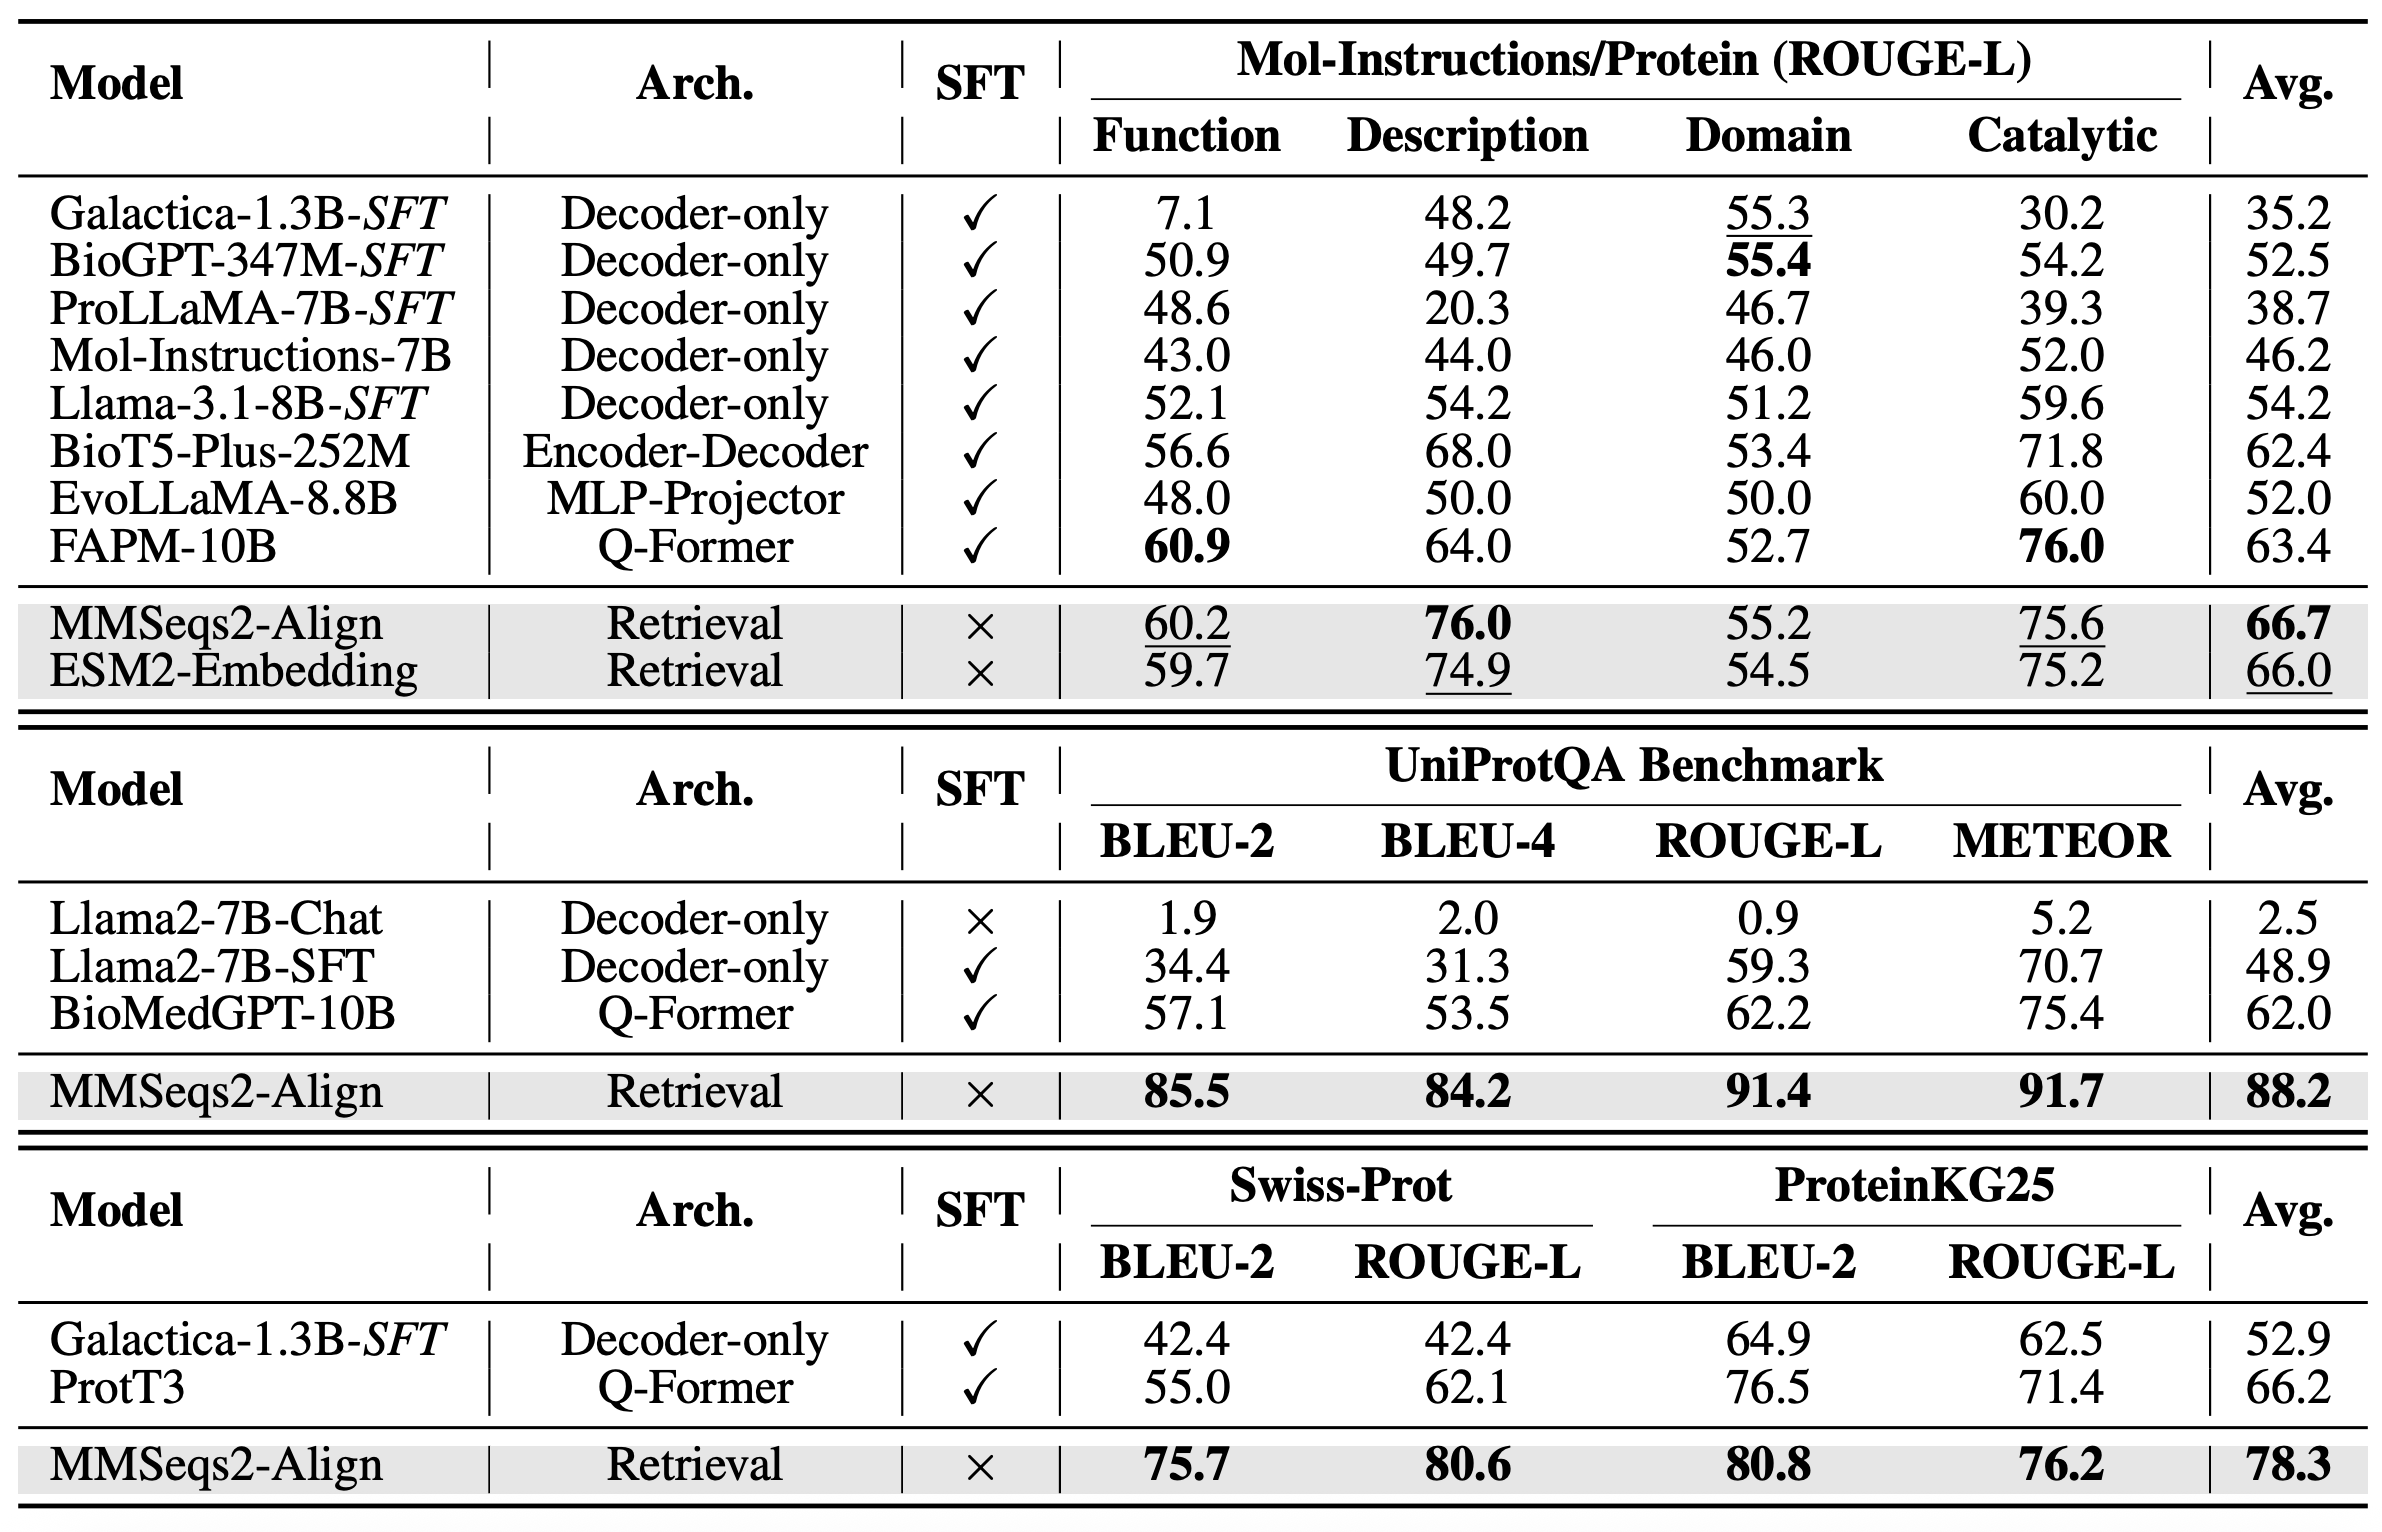 Model Arch. SFT Mol-Instructions/Protein (ROUGE-L) Avg.
Function Description Domain Catalytic
Galactica-1.3B-SFT Decoder-only ✓ 7.1 48.2 55.3 30.2 35.2
BioGPT-347M-SFT Decoder-only ✓ 50.9 49.7 55.4 54.2 52.5
ProLLaMA-7B-SFT Decoder-only ✓ 48.6 20.3 46.7 39.3 38.7
Mol-Instructions-7B Decoder-only ✓ 43.0 44.0 46.0 52.0 46.2
Llama-3.1-8B-SFT Decoder-only ✓ 52.1 54.2 51.2 59.6 54.2
BioT5-Plus-252M Encoder-Decoder ✓ 56.6 68.0 53.4 71.8 62.4
EvoLLaMA-8.8B MLP-Projector ✓ 48.0 50.0 50.0 60.0 52.0
FAPM-10B Q-Former ✓ 60.9 64.0 52.7 76.0 63.4
MMSeqs2-Align Retrieval × 60.2 76.0 55.2 75.6 66.7
ESM2-Embedding Retrieval × 59.7 74.9 54.5 75.2 66.0
Model Arch. SFT UniProtQA Benchmark Avg.
BLEU-2 BLEU-4 ROUGE-L METEOR
Llama2-7B-Chat Decoder-only × 1.9 2.0 0.9 5.2 2.5
Llama2-7B-SFT Decoder-only ✓ 34.4 31.3 59.3 70.7 48.9
BioMedGPT-10B Q-Former ✓ 57.1 53.5 62.2 75.4 62.0
MMSeqs2-Align Retrieval × 85.5 84.2 91.4 91.7 88.2
Model Arch. SFT Swiss-Prot ProteinKG25 Avg.
BLEU-2 ROUGE-L BLEU-2 ROUGE-L
Galactica-1.3B-SFT Decoder-only ✓ 42.4 42.4 64.9 62.5 52.9
ProtT3 Q-Former ✓ 55.0 62.1 76.5 71.4 66.2
MMSeqs2-Align Retrieval × 75.7 80.6 80.8 76.2 78.3